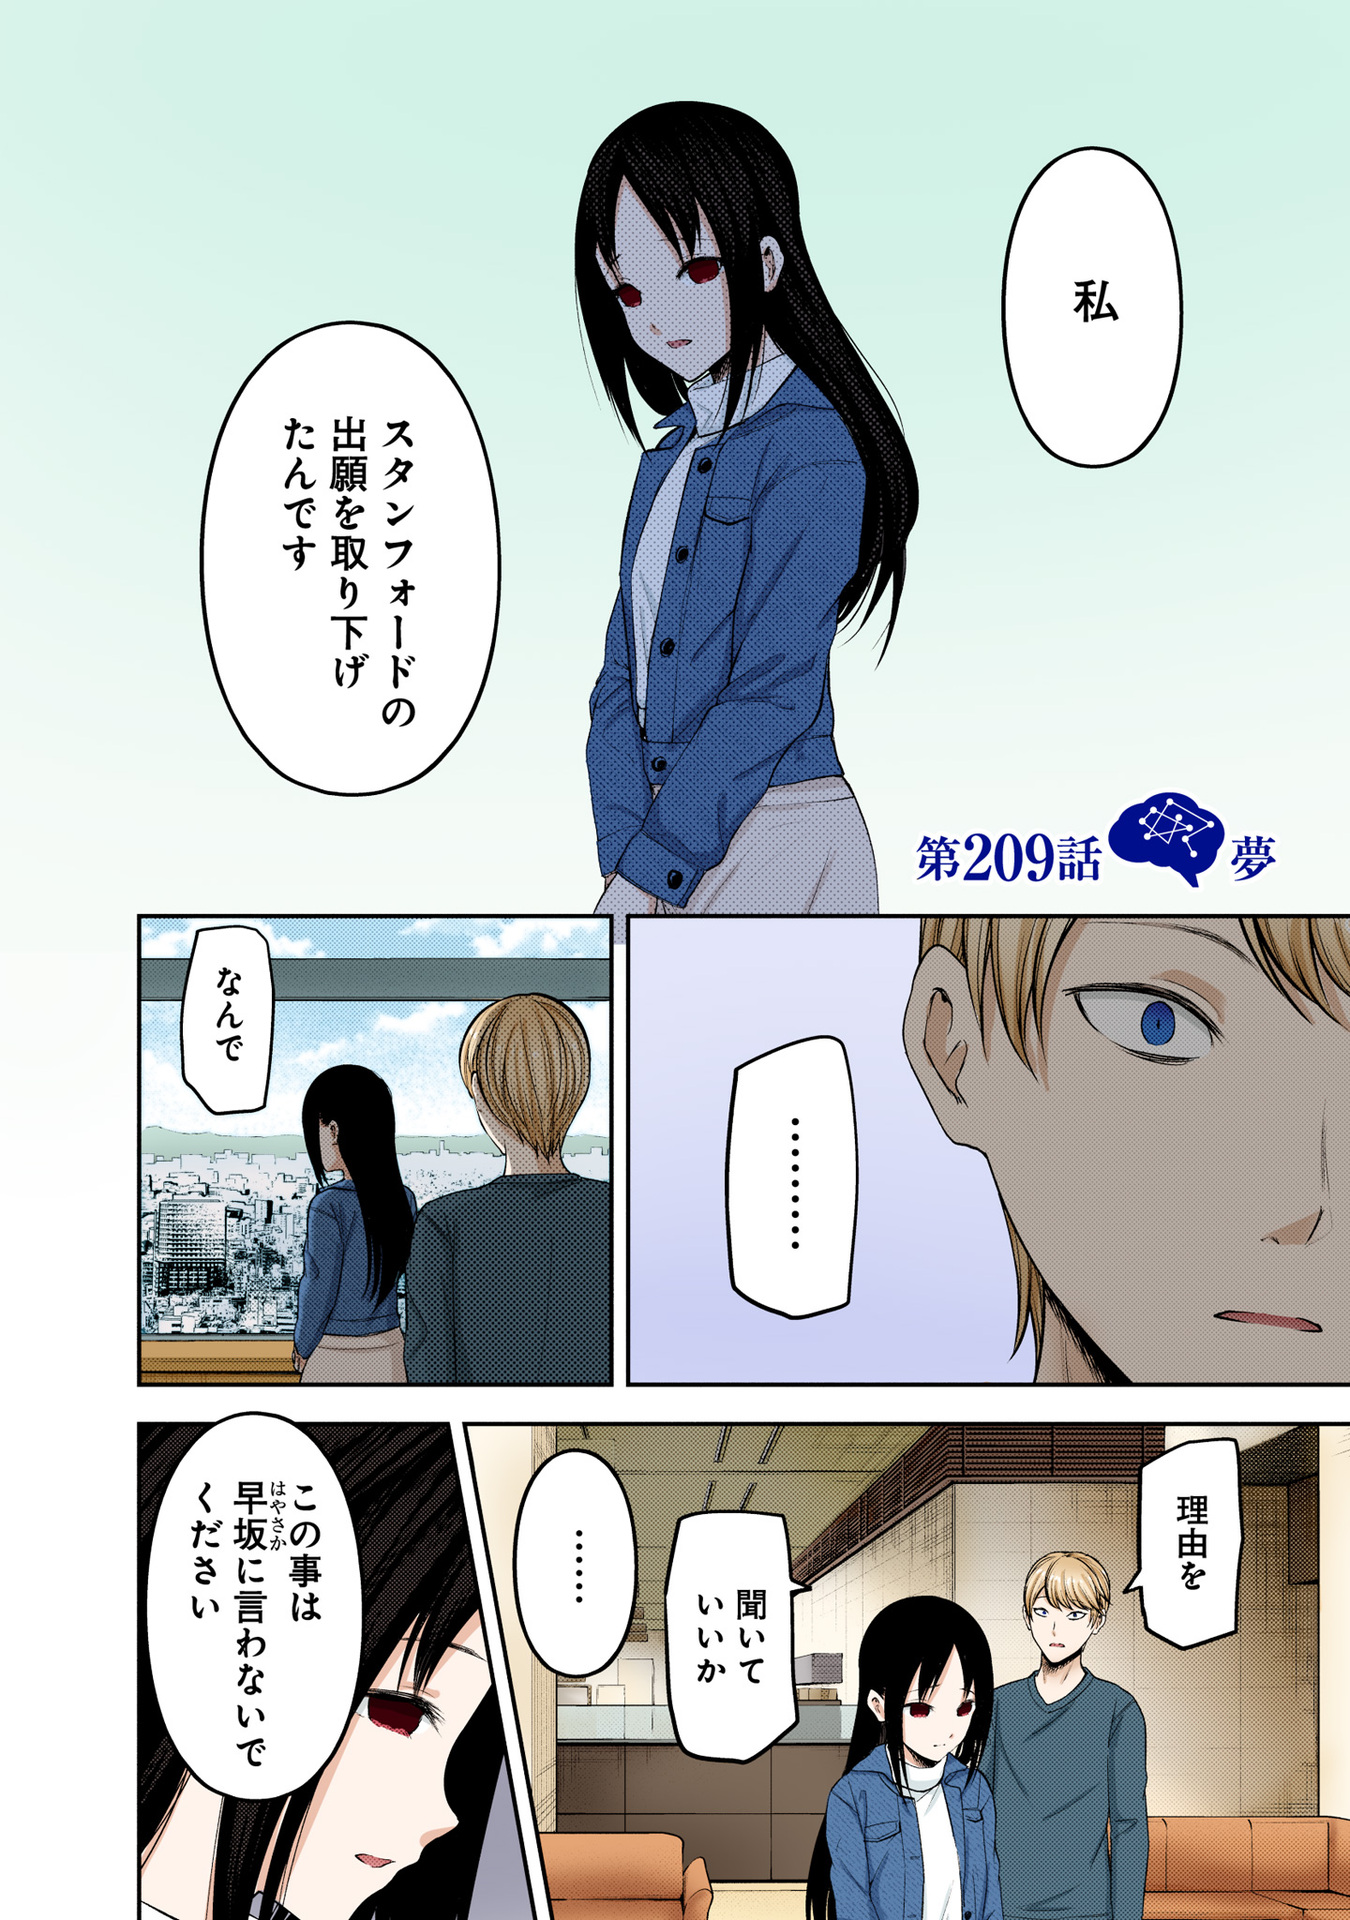 私
スタンフォードの
出願を取り下げ
たんです
第209話 夢
………
なんで
理由を
聞いて
いいか
……
この事は
早坂に言わないで
はやさか
ください